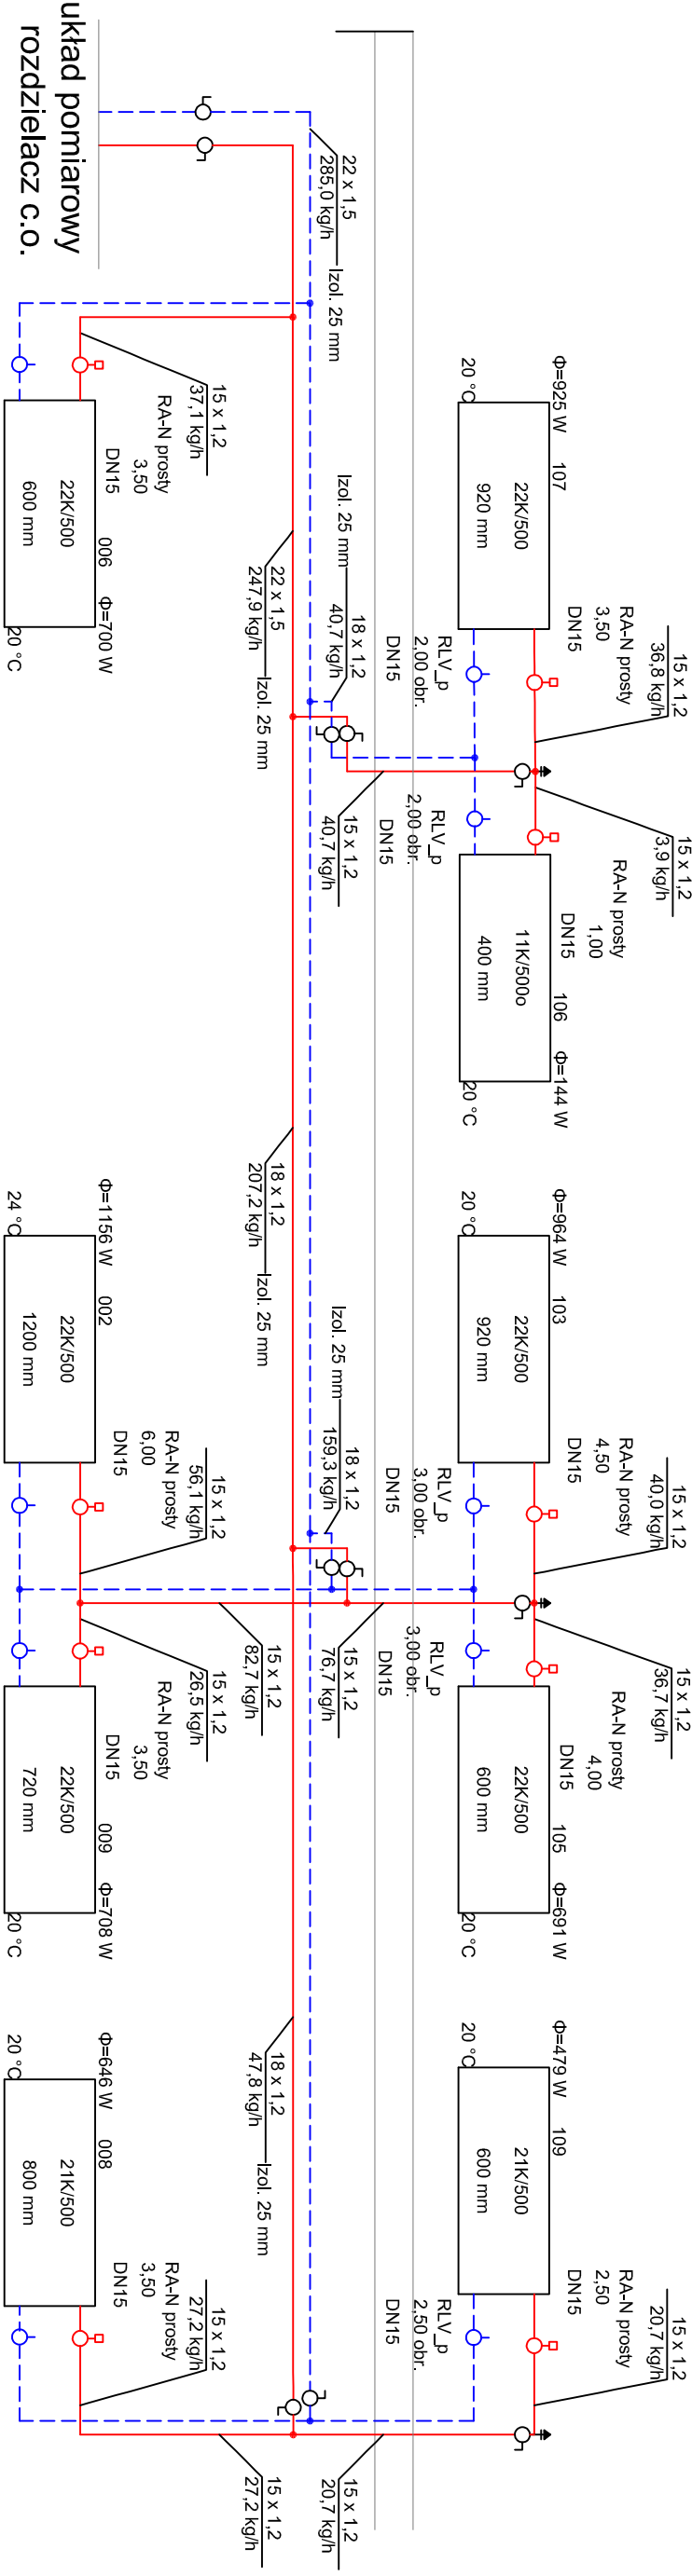 układ pomiarowy
rozdzielacz c.o.
22 x 1,5
285,0 kg/h
Izol. 25 mm
15 x 1,2
37,1 kg/h
RA-N prosty
3,50
DN15
22K/500
600 mm
006
Φ=700 W
20 °C
Φ=925 W
107
20 °C
22K/500
920 mm
RA-N prosty
3,50
DN15
15 x 1,2
36,8 kg/h
15 x 1,2
3,9 kg/h
RA-N prosty
1,00
DN15
11K/500o
400 mm
106
Φ=144 W
20 °C
22 x 1,5
247,9 kg/h
Izol. 25 mm
Izol. 25 mm
18 x 1,2
40,7 kg/h
RLV_p
2,00 obr.
DN15
RLV_p
2,00 obr.
DN15
15 x 1,2
40,7 kg/h
18 x 1,2
207,2 kg/h
Izol. 25 mm
Φ=1156 W
002
24 °C
22K/500
1200 mm
RA-N prosty
6,00
DN15
15 x 1,2
56,1 kg/h
15 x 1,2
26,5 kg/h
RA-N prosty
3,50
DN15
22K/500
720 mm
009
Φ=708 W
20 °C
15 x 1,2
82,7 kg/h
15 x 1,2
76,7 kg/h
Izol. 25 mm
18 x 1,2
159,3 kg/h
RLV_p
3,00 obr.
DN15
RLV_p
3,00 obr.
DN15
Φ=964 W
103
20 °C
22K/500
920 mm
RA-N prosty
4,50
DN15
15 x 1,2
40,0 kg/h
15 x 1,2
36,7 kg/h
RA-N prosty
4,00
DN15
22K/500
600 mm
105
Φ=691 W
20 °C
18 x 1,2
47,8 kg/h
Izol. 25 mm
Φ=646 W
008
20 °C
21K/500
800 mm
RA-N prosty
3,50
DN15
15 x 1,2
27,2 kg/h
15 x 1,2
27,2 kg/h
15 x 1,2
20,7 kg/h
RLV_p
2,50 obr.
DN15
Φ=479 W
109
20 °C
21K/500
600 mm
RA-N prosty
2,50
DN15
15 x 1,2
20,7 kg/h